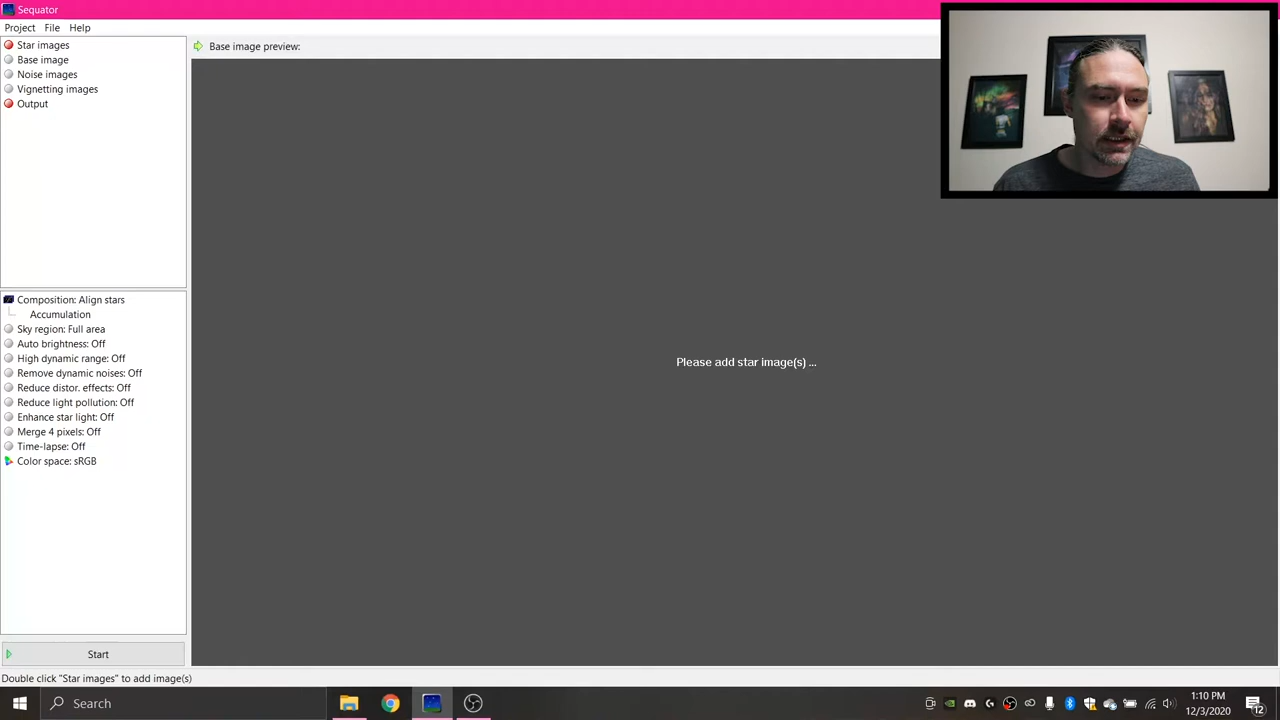 Sequator
Project File Help
Star images
Base image
Noise images
Vignetting images
Output
Base image preview:
Please add star image(s) ...
Composition: Align stars
Accumulation
Sky region: Full area
Auto brightness: Off
High dynamic range: Off
Remove dynamic noises: Off
Reduce distor. effects: Off
Reduce light pollution: Off
Enhance star light: Off
Merge 4 pixels: Off
Time-lapse: Off
Color space: sRGB
Start
Double click "Star images" to add image(s)
Search
1:10 PM
12/3/2020
12